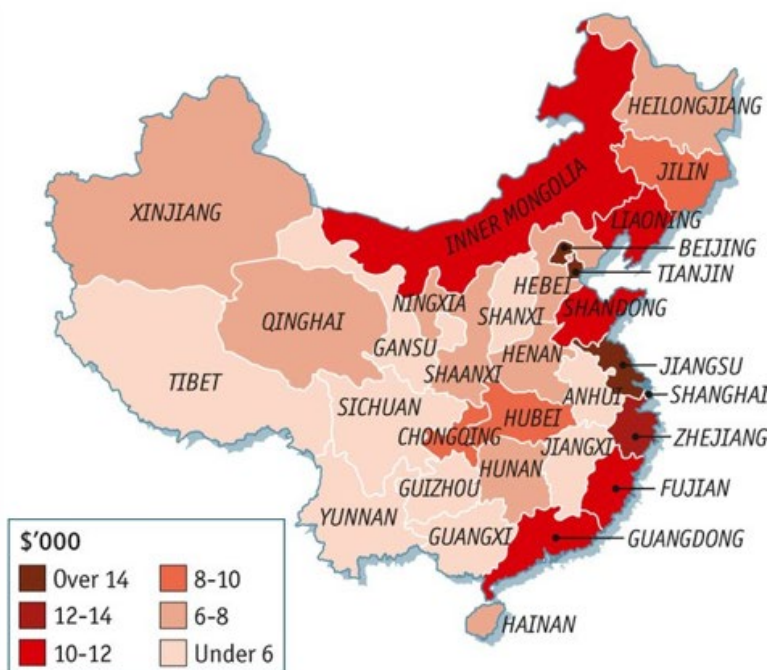 HEILONGJIANG
JILIN
XINJIANG
INNER MONGOLIA
LIAONING
BEIJING
TIANJIN
HEBEI
NINGXIA
SHANDONG
SHANXI
QINGHAI
GANSU
HENAN
JIANGSU
SHAANXI
TIBET
ANHUI
SHANGHAI
SICHUAN
HUBEI
CHONGQING
ZHEJIANG
JIANGXI
HUNAN
GUIZHOU
FUJIAN
YUNNAN
GUANGXI
GUANGDONG
HAINAN
$'000
Over 14
8-10
12-14
6-8
10-12
Under 6